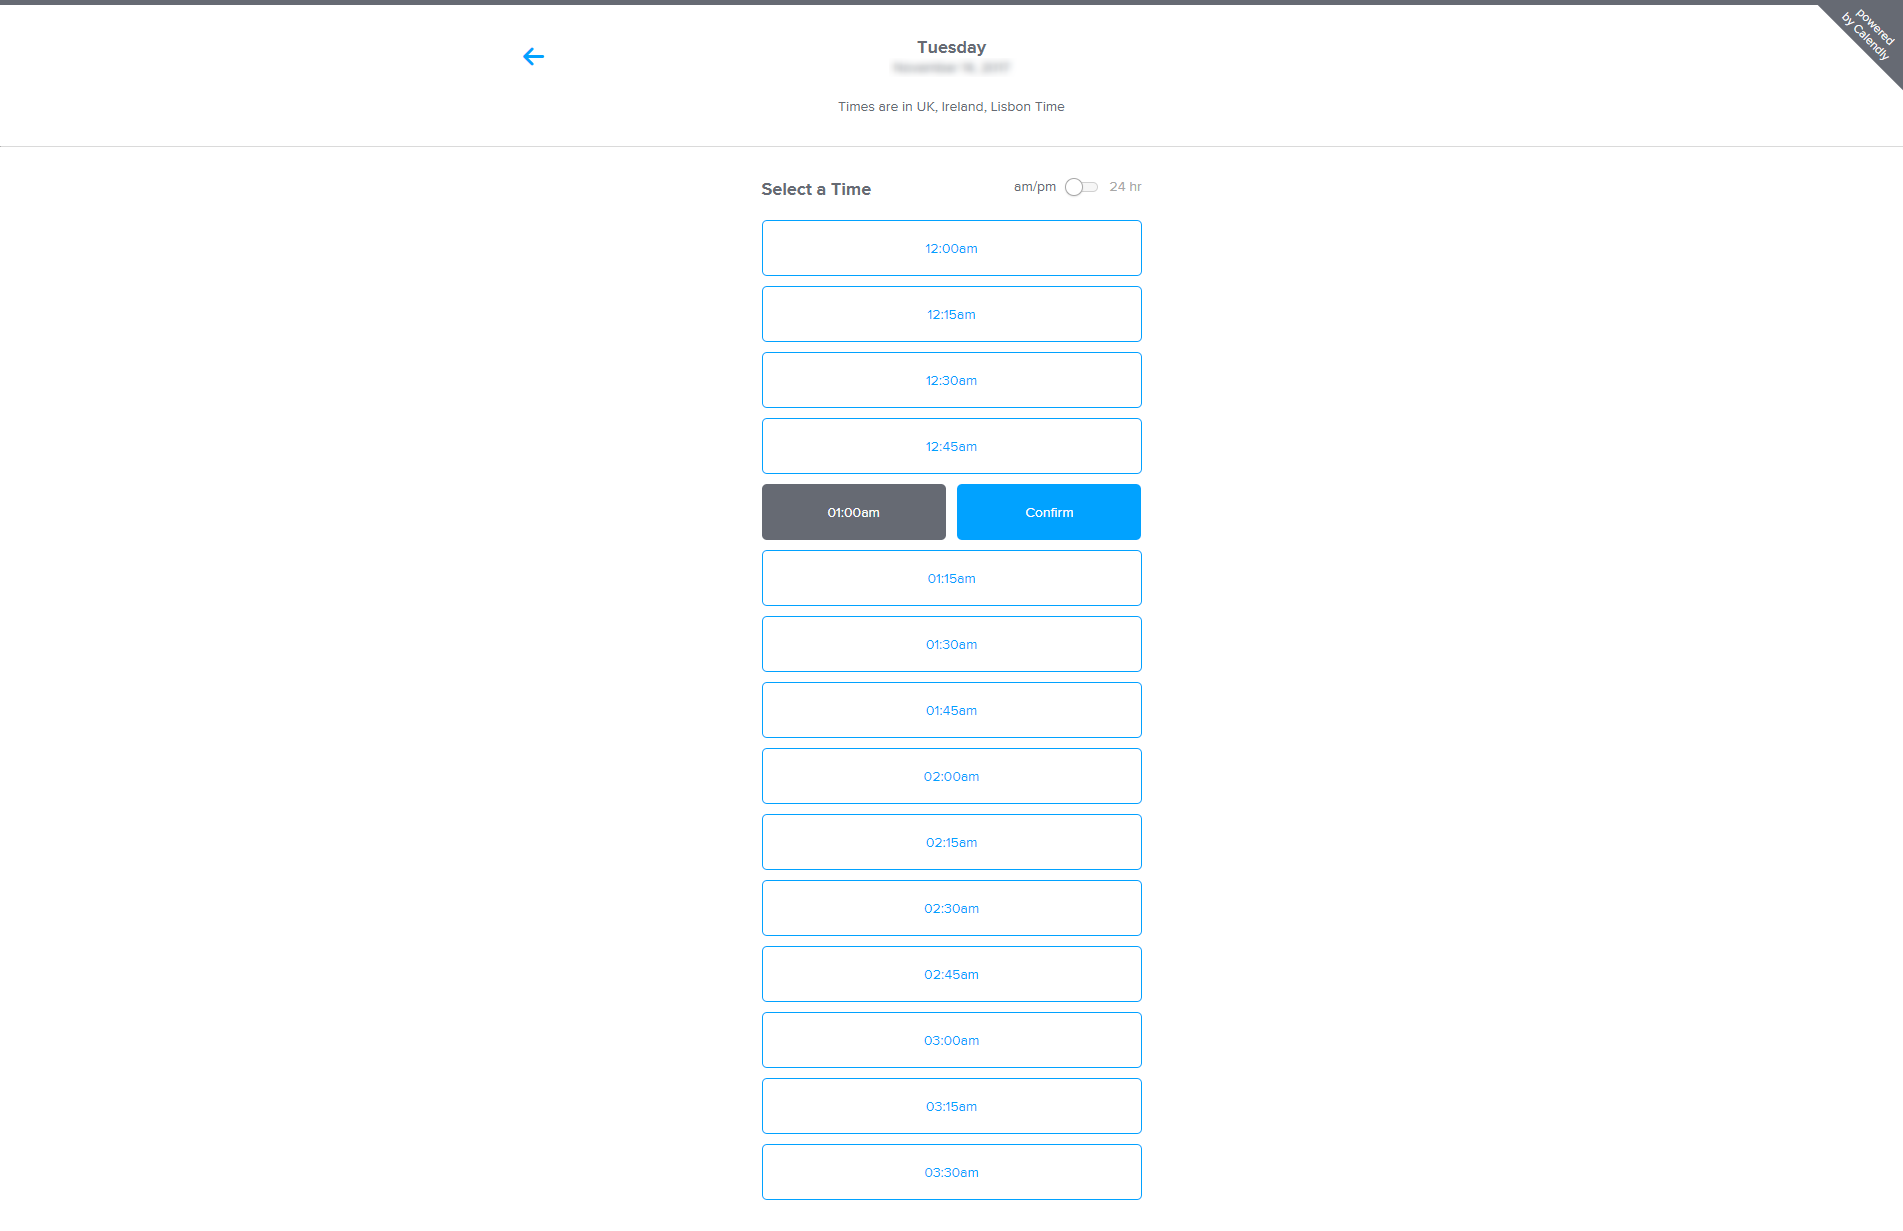 Tuesday
Times are in UK, Ireland, Lisbon Time
powered
by Calendly
Select a Time
am/pm 24 hr
12:00am
12:15am
12:30am
12:45am
01:00am Confirm
01:15am
01:30am
01:45am
02:00am
02:15am
02:30am
02:45am
03:00am
03:15am
03:30am